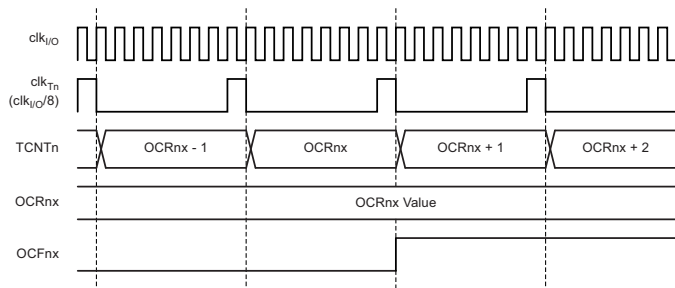 clkI/O
clkTn
(clkI/O/8)
TCNTn OCRnx - 1 OCRnx OCRnx + 1 OCRnx + 2
OCRnx OCRnx Value
OCFnx